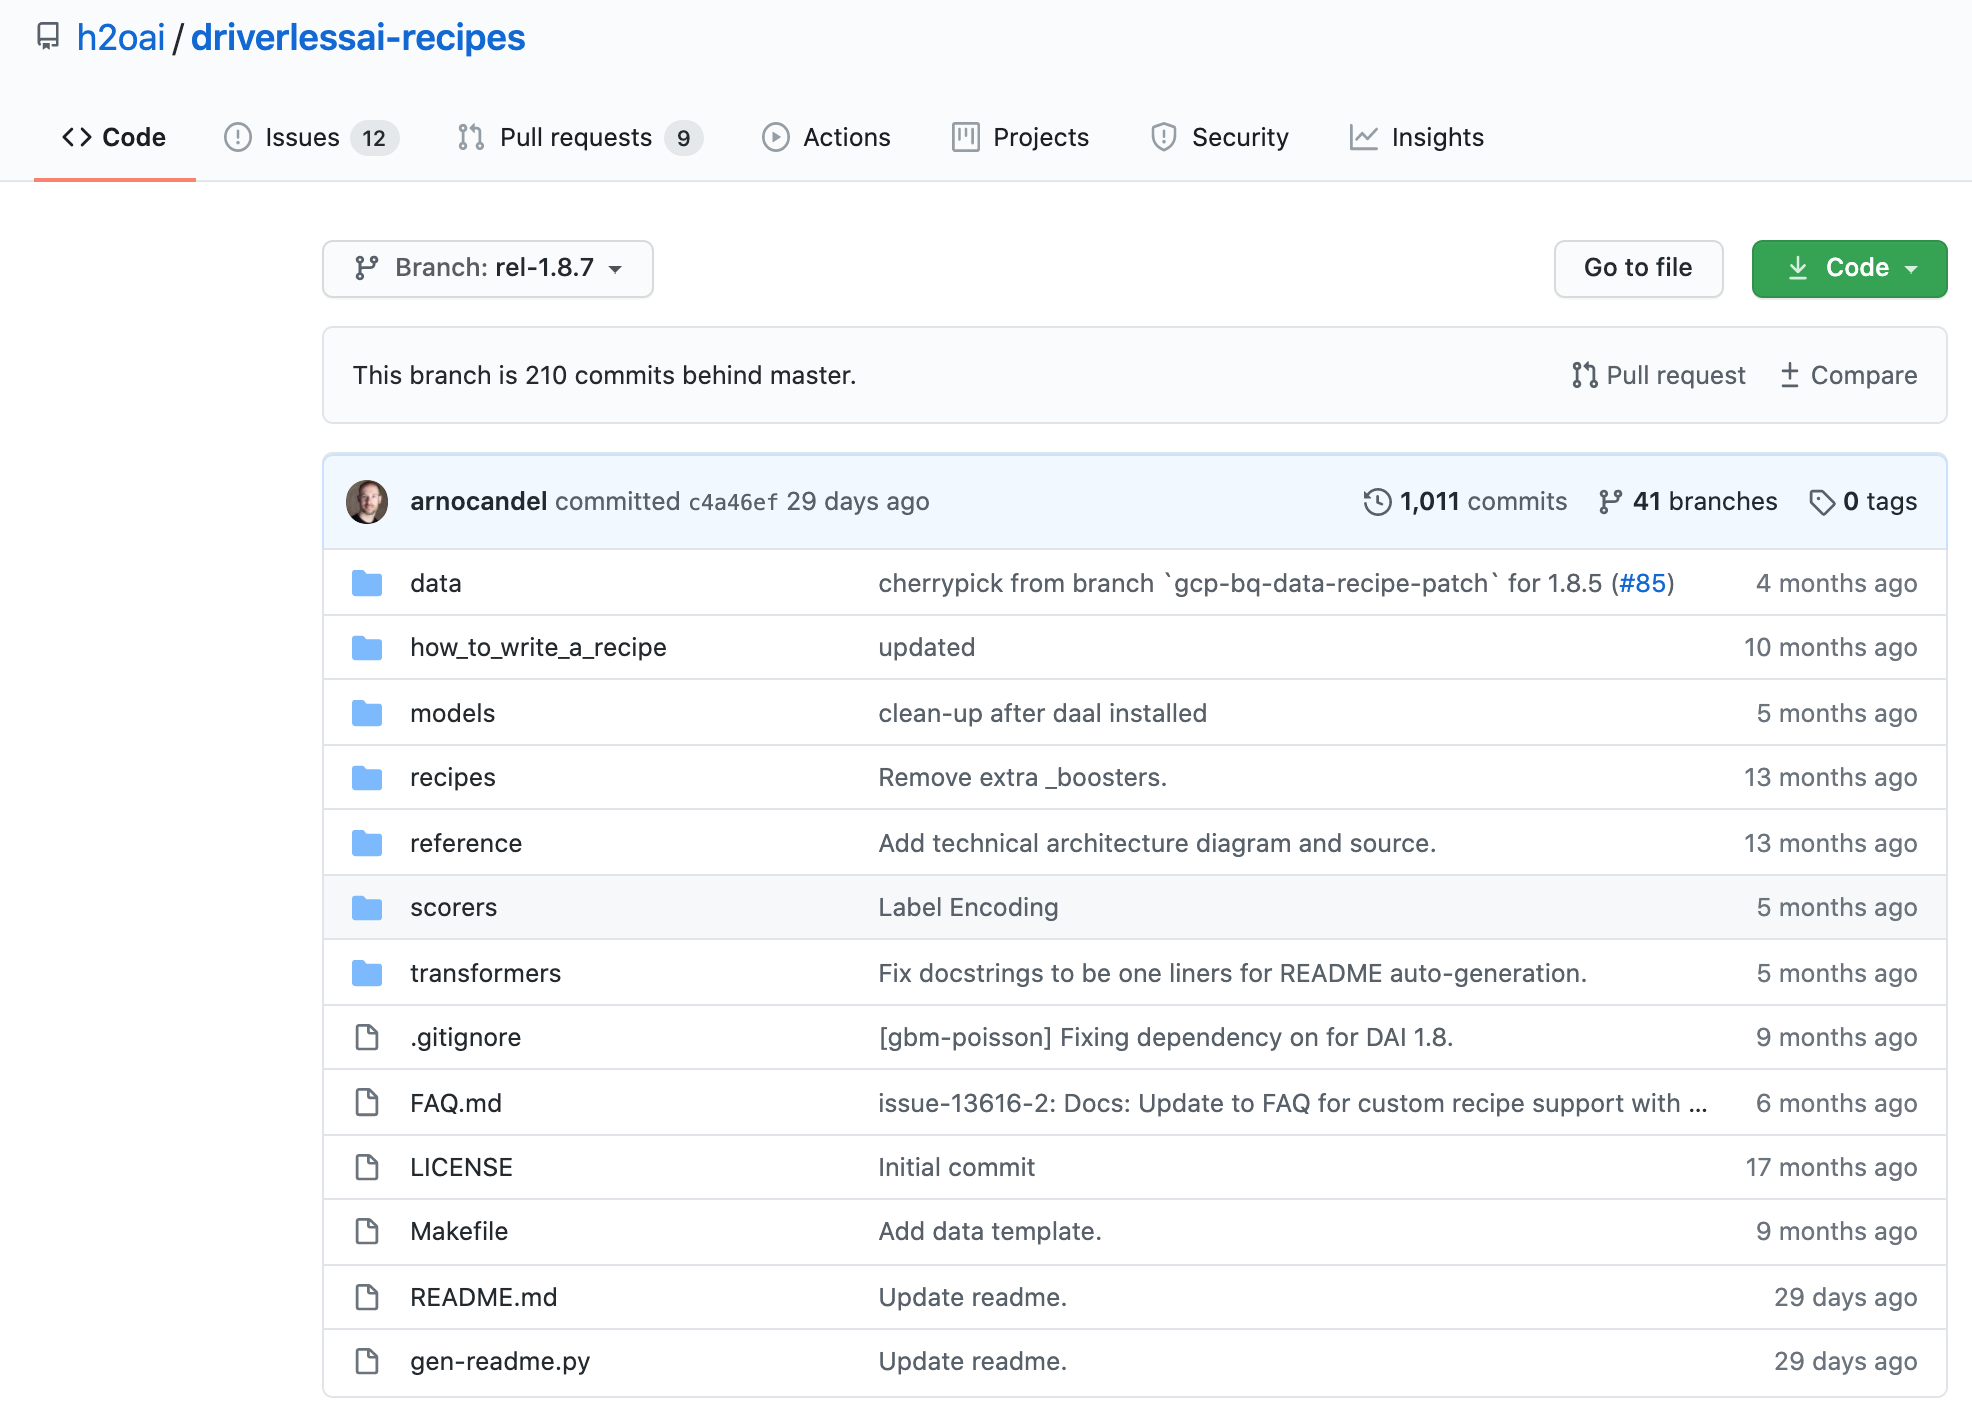 h2oai / driverlessai-recipes
Code Issues 12 Pull requests 9 Actions Projects Security Insights
Branch: rel-1.8.7 Go to file Code
This branch is 210 commits behind master. Pull request Compare
arnocandel committed c4a46ef 29 days ago 1,011 commits 41 branches 0 tags
data cherrypick from branch `gcp-bq-data-recipe-patch` for 1.8.5 (#85) 4 months ago
how_to_write_a_recipe updated 10 months ago
models clean-up after daal installed 5 months ago
recipes Remove extra _boosters. 13 months ago
reference Add technical architecture diagram and source. 13 months ago
scorers Label Encoding 5 months ago
transformers Fix docstrings to be one liners for README auto-generation. 5 months ago
.gitignore [gbm-poisson] Fixing dependency on for DAI 1.8. 9 months ago
FAQ.md issue-13616-2: Docs: Update to FAQ for custom recipe support with ... 6 months ago
LICENSE Initial commit 17 months ago
Makefile Add data template. 9 months ago
README.md Update readme. 29 days ago
gen-readme.py Update readme. 29 days ago